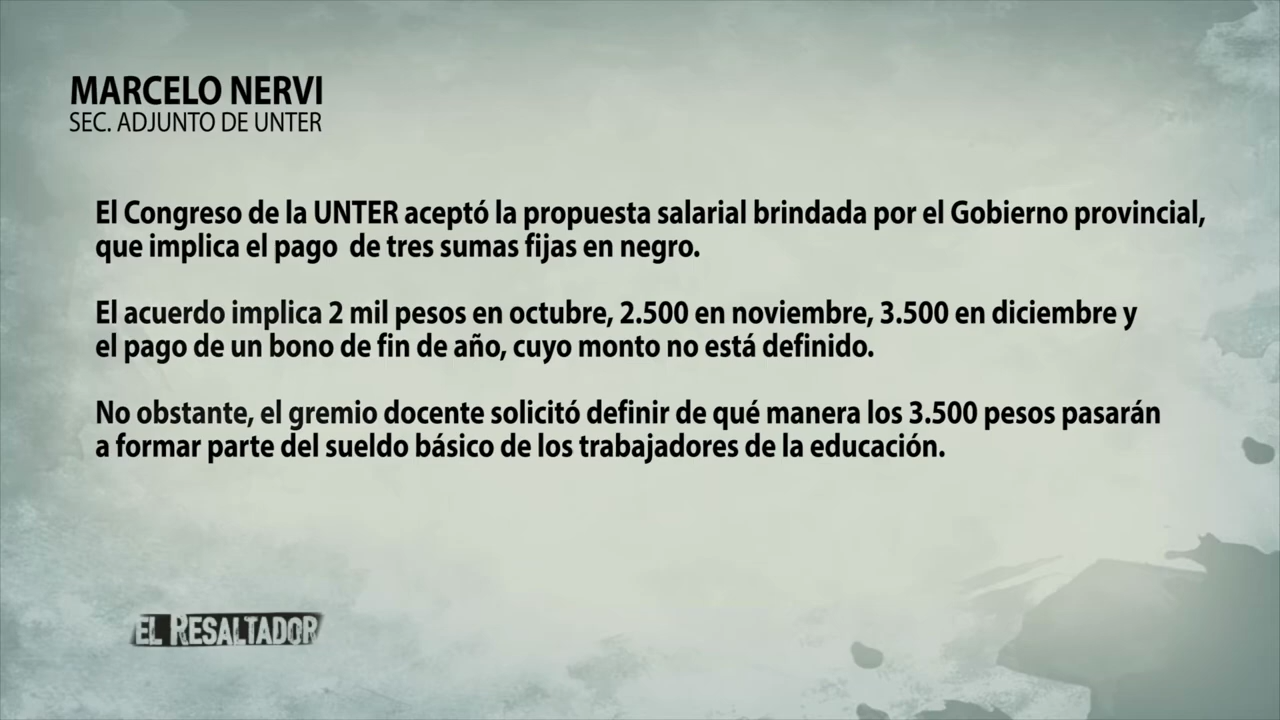 MARCELO NERVI
SEC. ADJUNTO DE UNTER
El Congreso de la UNTER aceptó la propuesta salarial brindada por el Gobierno provincial,
que implica el pago  de tres sumas fijas en negro.
El acuerdo implica 2 mil pesos en octubre, 2.500 en noviembre, 3.500 en diciembre y
el pago de un bono de fin de año, cuyo monto no está definido.
No obstante, el gremio docente solicitó definir de qué manera los 3.500 pesos pasarán
a formar parte del sueldo básico de los trabajadores de la educación.
EL RESALTADOR